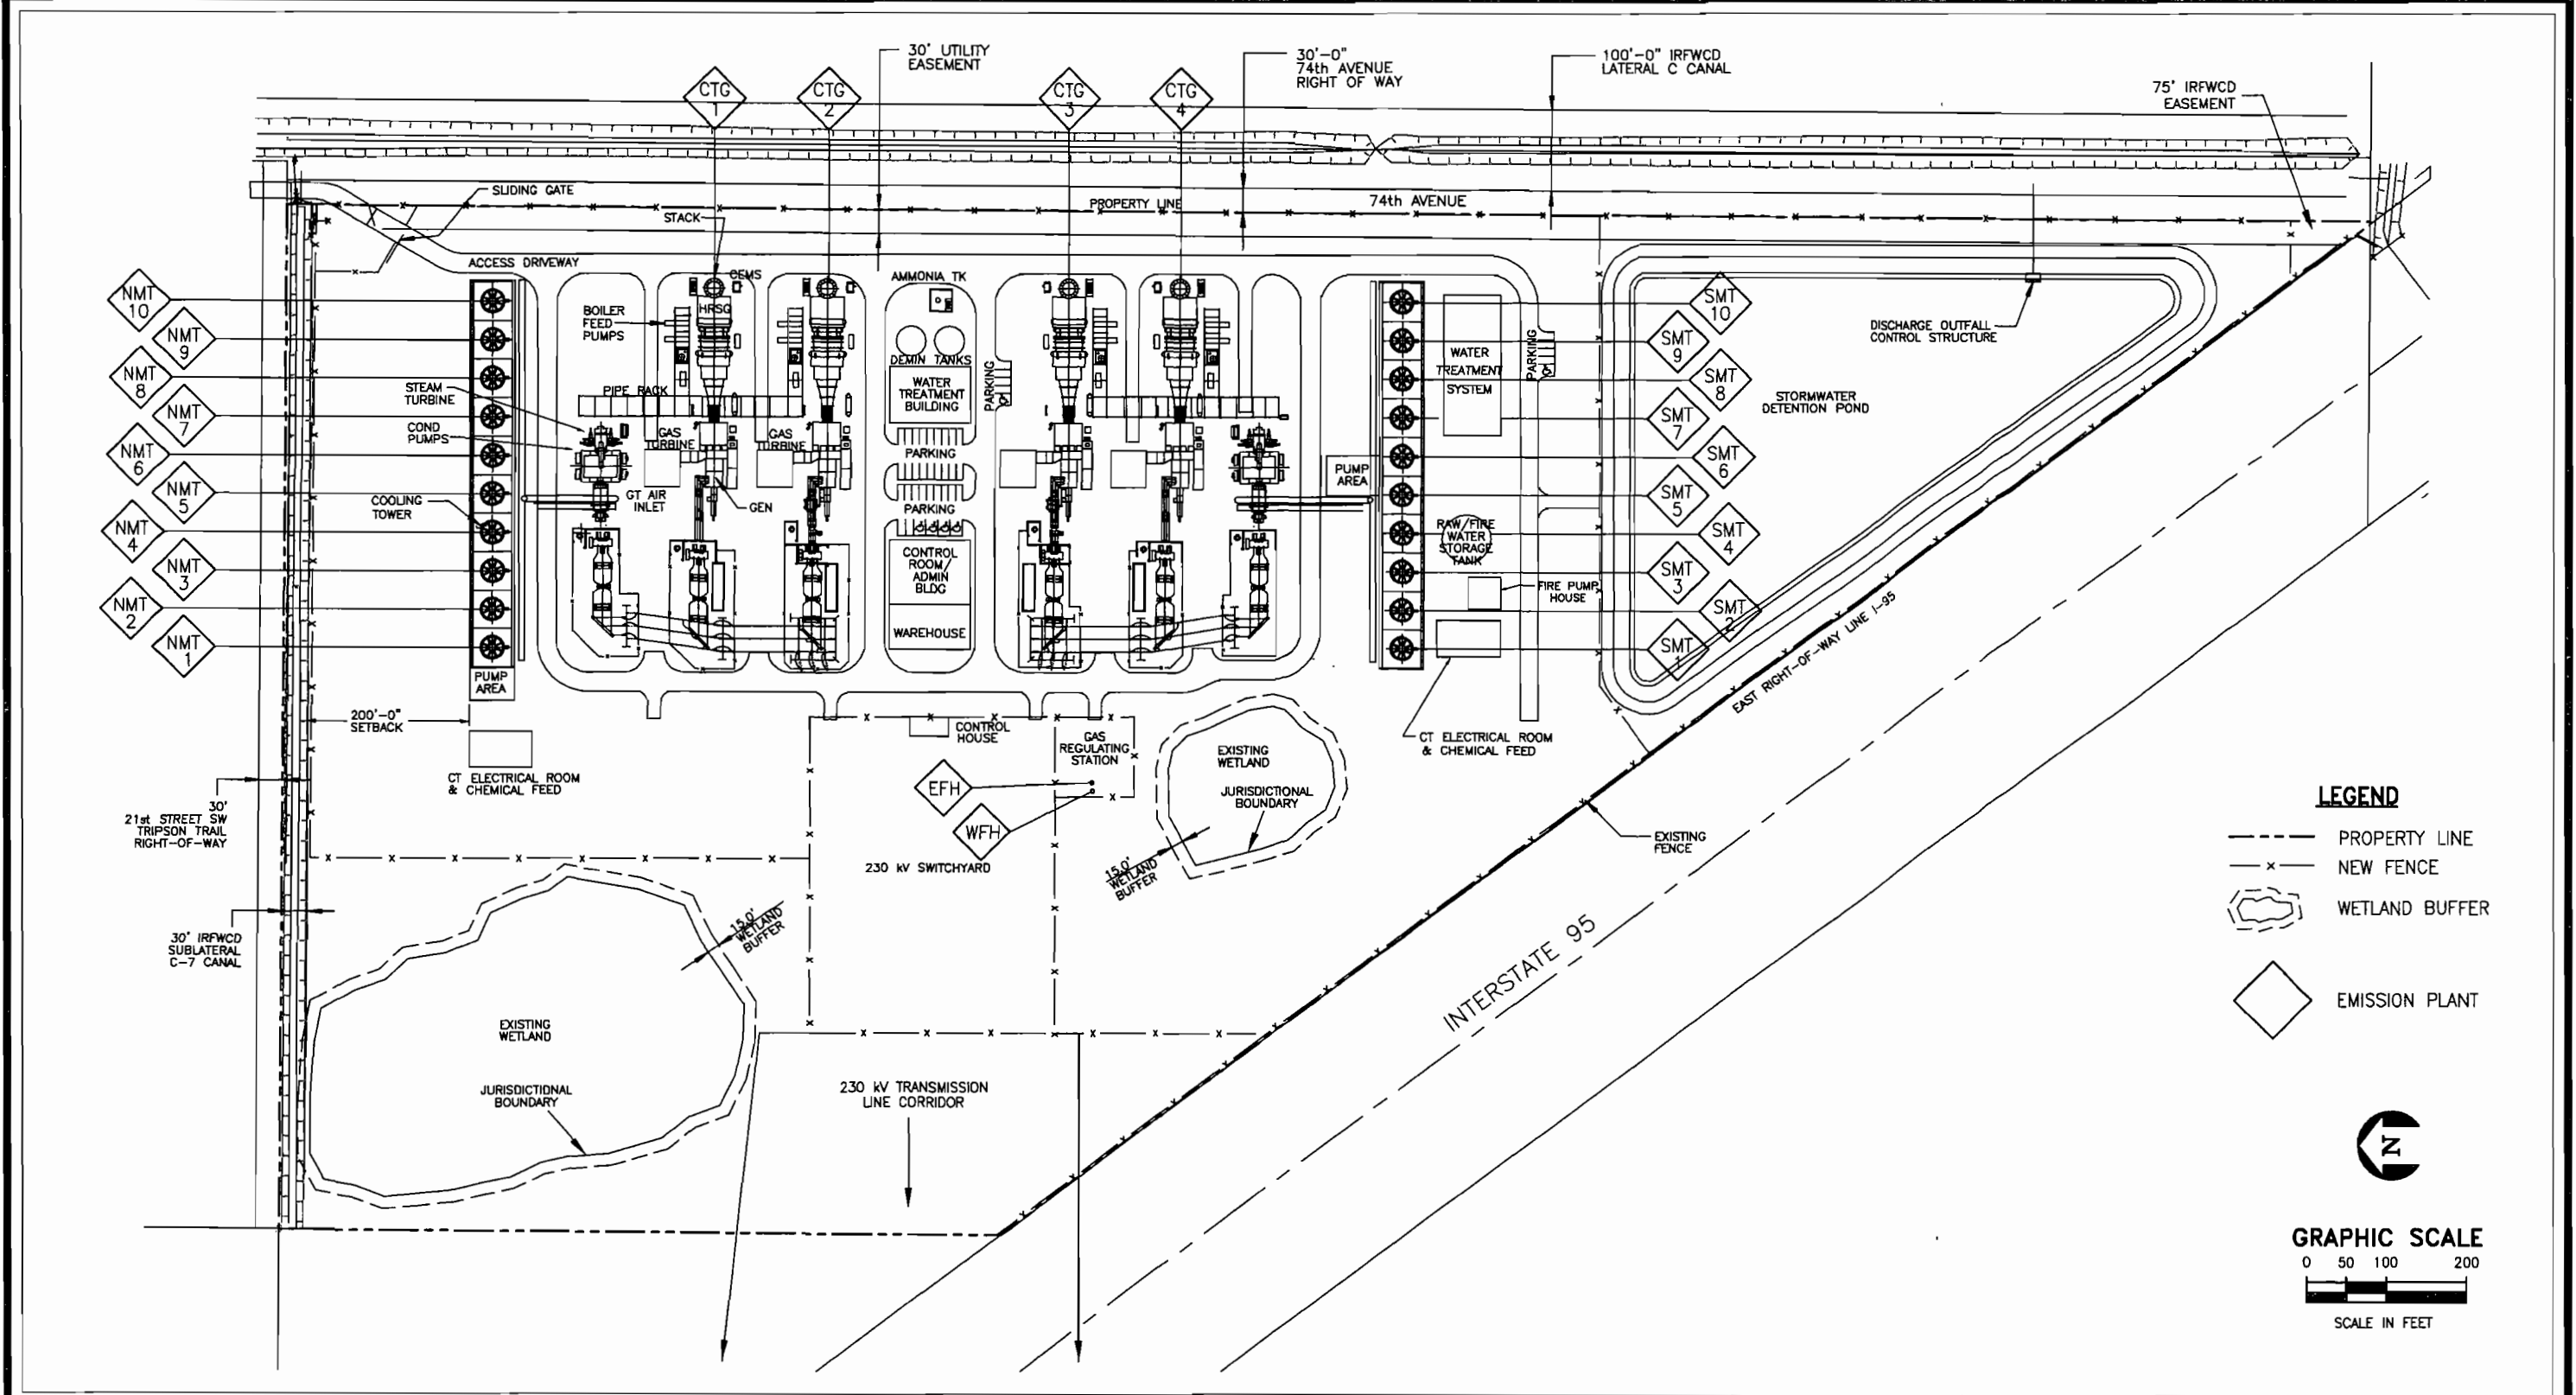 30' UTILITY
EASEMENT
30'-0"
74th AVENUE
RIGHT OF WAY
100'-0" IRFWCD
LATERAL C CANAL
75' IRFWCD
EASEMENT
CTG
1
CTG
2
CTG
3
CTG
4
SLIDING GATE
STACK
PROPERTY LINE
74th AVENUE
ACCESS DRIVEWAY
CEMS
AMMONIA TK
NMT
10
NMT
9
NMT
8
NMT
7
NMT
6
NMT
5
NMT
4
NMT
3
NMT
2
NMT
1
BOILER
FEED
PUMPS
HRSG
DEMIN TANKS
WATER
TREATMENT
BUILDING
PARKING
STEAM
TURBINE
PIPE RACK
COND
PUMPS
GAS
TURBINE
GAS
TURBINE
PARKING
GT AIR
INLET
GEN
PARKING
COOLING
TOWER
CONTROL
ROOM/
ADMIN
BLDG
WAREHOUSE
PUMP
AREA
PUMP
AREA
WATER
TREATMENT
SYSTEM
PARKING
RAW/FIRE
WATER
STORAGE
TANK
FIRE PUMP
HOUSE
SMT
10
SMT
9
SMT
8
SMT
7
SMT
6
SMT
5
SMT
4
SMT
3
SMT
2
SMT
1
DISCHARGE OUTFALL
CONTROL STRUCTURE
STORMWATER
DETENTION POND
EAST RIGHT-OF-WAY LINE I-95
200'-0"
SETBACK
CT ELECTRICAL ROOM
& CHEMICAL FEED
CONTROL
HOUSE
GAS
REGULATING
STATION
EFH
WFH
EXISTING
WETLAND
JURISDICTIONAL
BOUNDARY
15.0'
WETLAND
BUFFER
CT ELECTRICAL ROOM
& CHEMICAL FEED
30'
21st STREET SW
TRIPSON TRAIL
RIGHT-OF-WAY
230 kV SWITCHYARD
EXISTING
FENCE
30' IRFWCD
SUBLATERAL
C-7 CANAL
15.0'
WETLAND
BUFFER
EXISTING
WETLAND
JURISDICTIONAL
BOUNDARY
230 kV TRANSMISSION
LINE CORRIDOR
INTERSTATE 95
LEGEND
PROPERTY LINE
NEW FENCE
WETLAND BUFFER
EMISSION PLANT
N
GRAPHIC SCALE
0 50 100 200
SCALE IN FEET